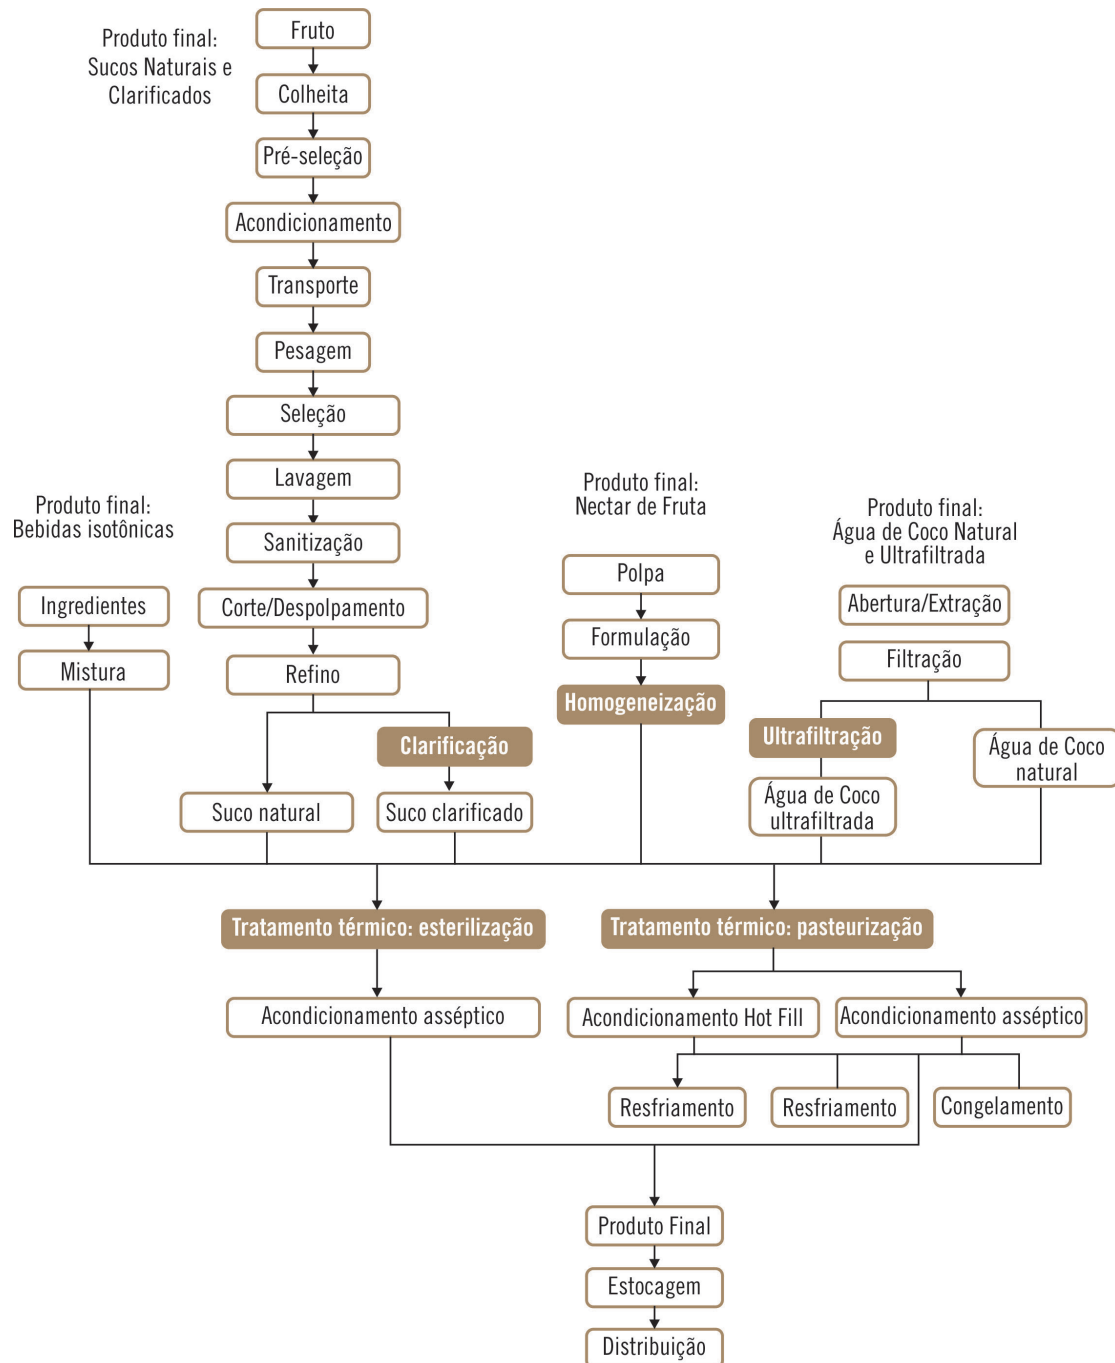 Produto final:
Sucos Naturais e
Clarificados
Fruto
Colheita
Pré-seleção
Acondicionamento
Transporte
Pesagem
Seleção
Lavagem
Sanitização
Corte/Despolpamento
Refino
Clarificação
Suco natural
Suco clarificado
Produto final:
Bebidas isotônicas
Ingredientes
Mistura
Produto final:
Nectar de Fruta
Polpa
Formulação
Homogeneização
Produto final:
Água de Coco Natural
e Ultrafiltrada
Abertura/Extração
Filtração
Ultrafiltração
Água de Coco
ultrafiltrada
Água de Coco
natural
Tratamento térmico: esterilização
Tratamento térmico: pasteurização
Acondicionamento asséptico
Acondicionamento Hot Fill
Acondicionamento asséptico
Resfriamento
Resfriamento
Congelamento
Produto Final
Estocagem
Distribuição